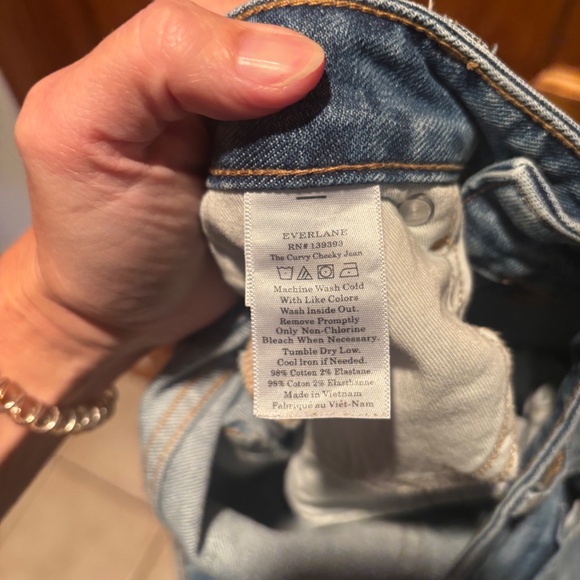 EVERLANE
RN# 139393
The Curvy Cheeky Jean
Machine Wash Cold
With Like Colors
Wash Inside Out.
Remove Promptly
Only Non-Chlorine
Bleach When Necessary.
Tumble Dry Low.
Cool Iron if Needed.
98% Cotton 2% Elastane
98% Coton 2% Elasthanne
Made in Vietnam
Fabriqué au Viêt-Nam